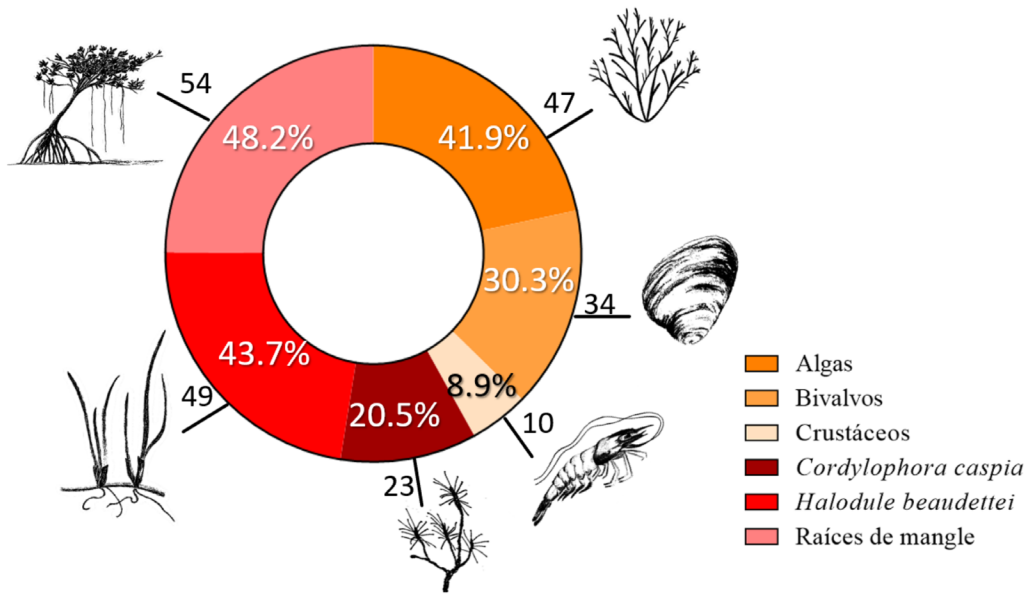 54
48.2%
47
41.9%
30.3%
34
43.7%
49
20.5%
8.9%
10
23
Algas
Bivalvos
Crustáceos
Cordylophora caspia
Halodule beaudettei
Raíces de mangle